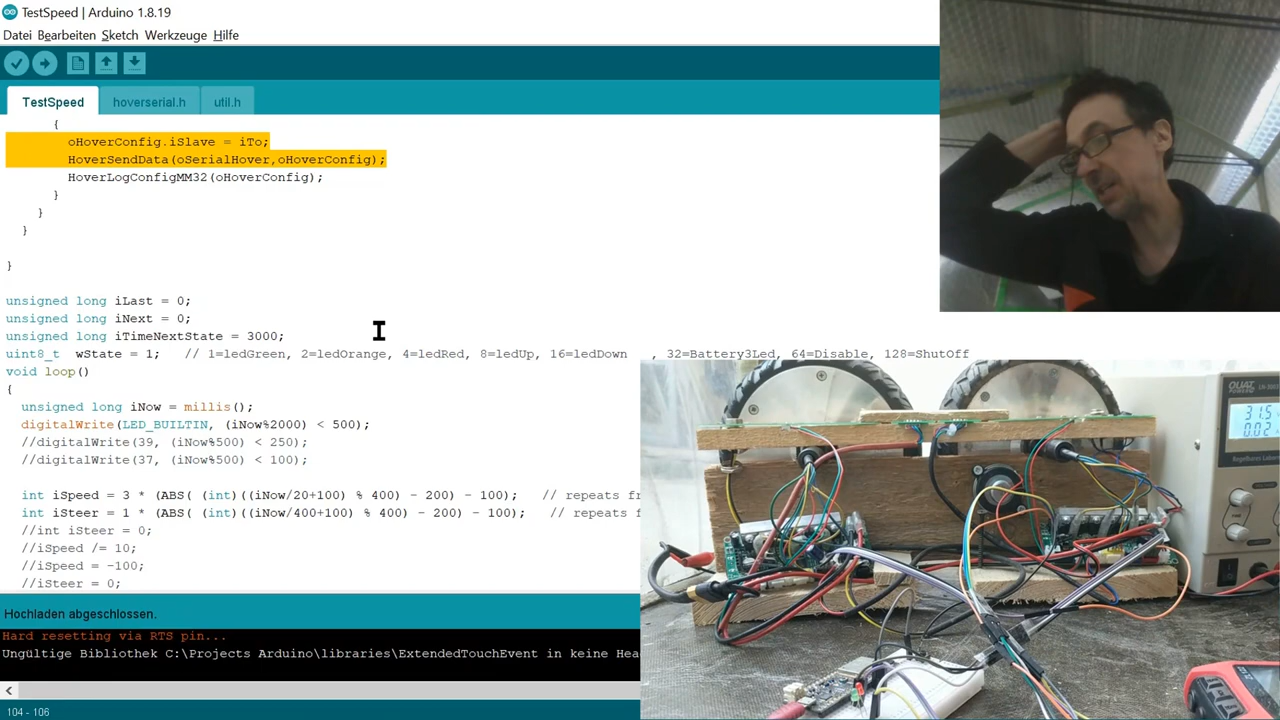 TestSpeed | Arduino 1.8.19
Datei Bearbeiten Sketch Werkzeuge Hilfe
TestSpeed hoverserial.h util.h
{
oHoverConfig.iSlave = iTo;
HoverSendData(oSerialHover,oHoverConfig);
HoverLogConfigMM32(oHoverConfig);
}
}
}
}
unsigned long iLast = 0;
unsigned long iNext = 0;
unsigned long iTimeNextState = 3000;
uint8_t wState = 1; // 1=ledGreen, 2=ledOrange, 4=ledRed, 8=ledUp, 16=ledDown , 32=Battery3Led, 64=Disable, 128=ShutOff
void loop()
{
unsigned long iNow = millis();
digitalWrite(LED_BUILTIN, (iNow%2000) < 500);
//digitalWrite(39, (iNow%500) < 250);
//digitalWrite(37, (iNow%500) < 100);
int iSpeed = 3 * (ABS( (int)((iNow/20+100) % 400) - 200) - 100); // repeats
int iSteer = 1 * (ABS( (int)((iNow/400+100) % 400) - 200) - 100); // repeats
//int iSteer = 0;
//iSpeed /= 10;
//iSpeed = -100;
//iSteer = 0;
Hochladen abgeschlossen.
Hard resetting via RTS pin...
Ungültige Bibliothek C:\Projects Arduino\libraries\ExtendedTouchEvent in keine Hea
104 - 106
QUAT
POWER
31.5
0.02